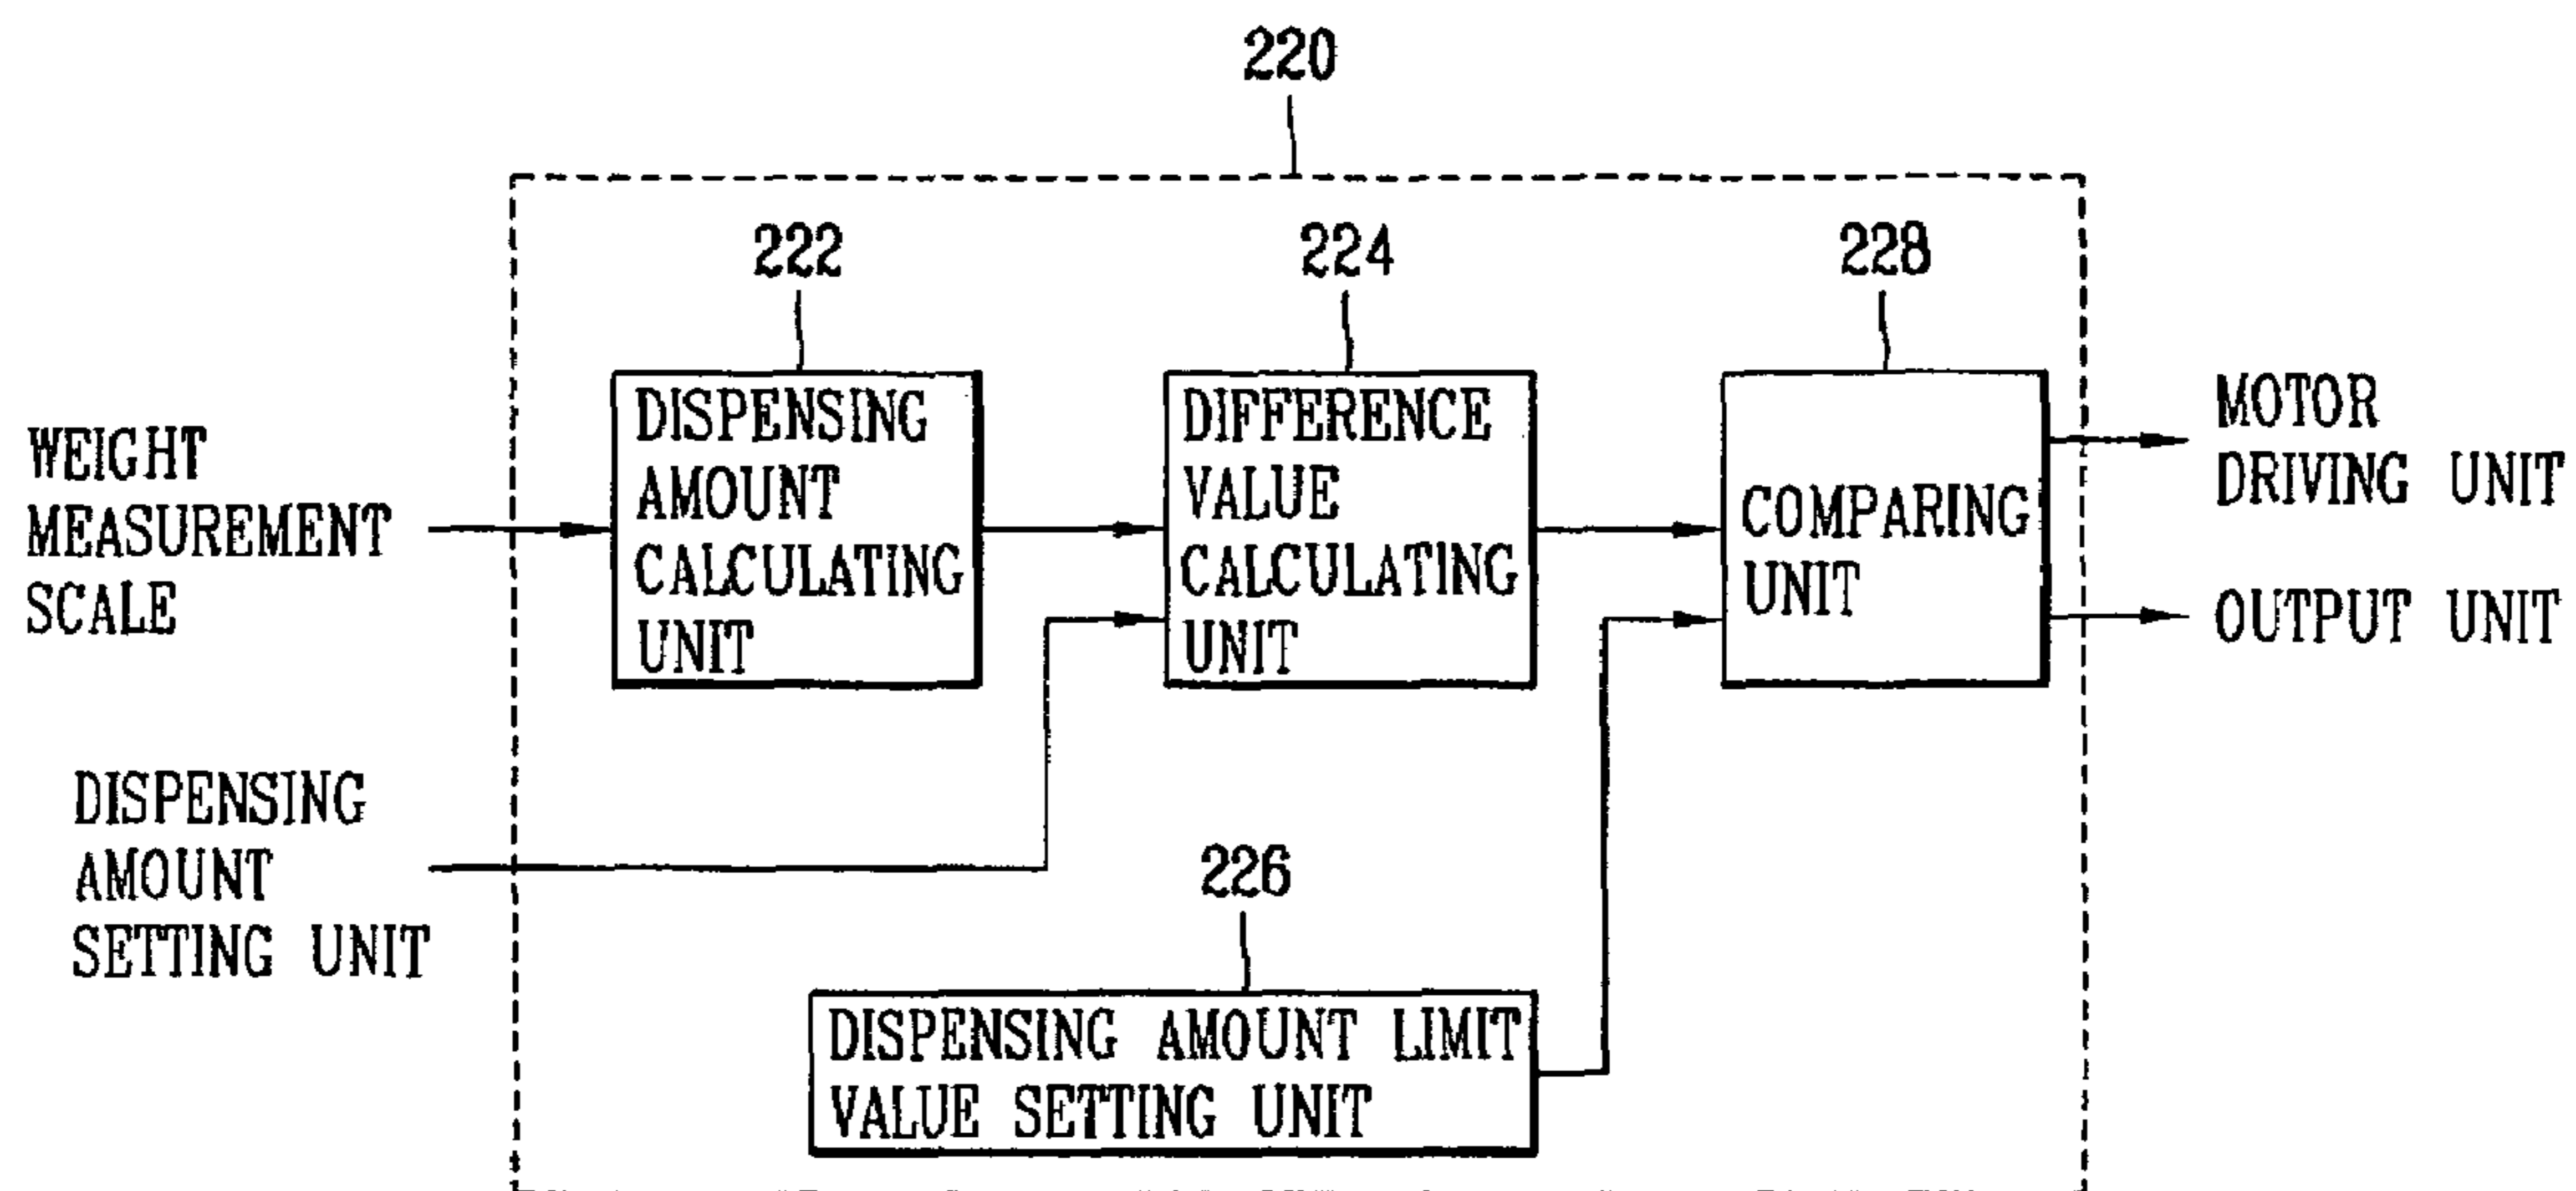 220
222
224
228
WEIGHT
MEASUREMENT
SCALE
DISPENSING
AMOUNT
CALCULATING
UNIT
DIFFERENCE
VALUE
CALCULATING
UNIT
COMPARING
UNIT
MOTOR
DRIVING UNIT
OUTPUT UNIT
DISPENSING
AMOUNT
SETTING UNIT
226
DISPENSING AMOUNT LIMIT
VALUE SETTING UNIT